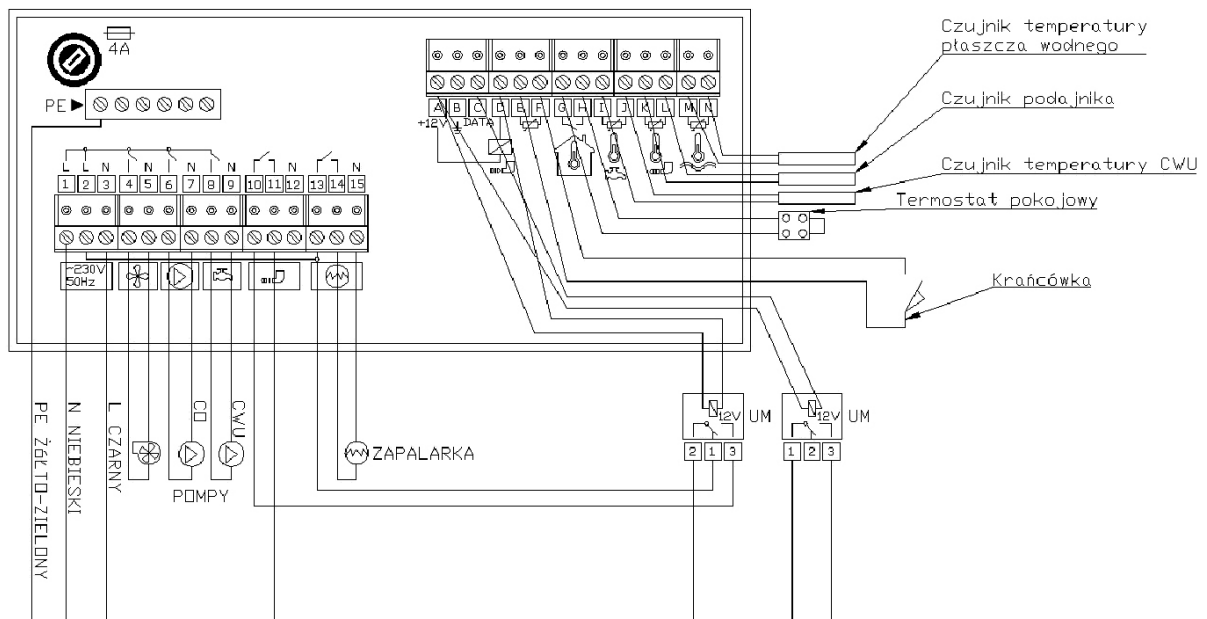 4A
PE
Czujnik temperatury
płaszcza wodnego
Czujnik podajnika
Czujnik temperatury CWU
Termostat pokojowy
Krańcówka
A B C D E F G H I J K L M N
+12V DATA
L L N N N N N N
1 2 3 4 5 6 7 8 9 10 11 12 13 14 15
~230V
50Hz
12V UM
12V UM
2 1 3
1 2 3
PE ŻÓŁTO-ZIELONY
N NIEBIESKI
L CZARNY
CO
CWU
POMPY
ZAPALARKA